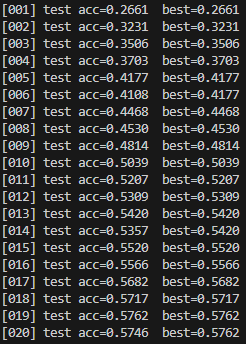 [001] test acc=0.2661  best=0.2661
[002] test acc=0.3231  best=0.3231
[003] test acc=0.3506  best=0.3506
[004] test acc=0.3703  best=0.3703
[005] test acc=0.4177  best=0.4177
[006] test acc=0.4108  best=0.4177
[007] test acc=0.4468  best=0.4468
[008] test acc=0.4530  best=0.4530
[009] test acc=0.4814  best=0.4814
[010] test acc=0.5039  best=0.5039
[011] test acc=0.5207  best=0.5207
[012] test acc=0.5309  best=0.5309
[013] test acc=0.5420  best=0.5420
[014] test acc=0.5357  best=0.5420
[015] test acc=0.5520  best=0.5520
[016] test acc=0.5566  best=0.5566
[017] test acc=0.5682  best=0.5682
[018] test acc=0.5717  best=0.5717
[019] test acc=0.5762  best=0.5762
[020] test acc=0.5746  best=0.5762